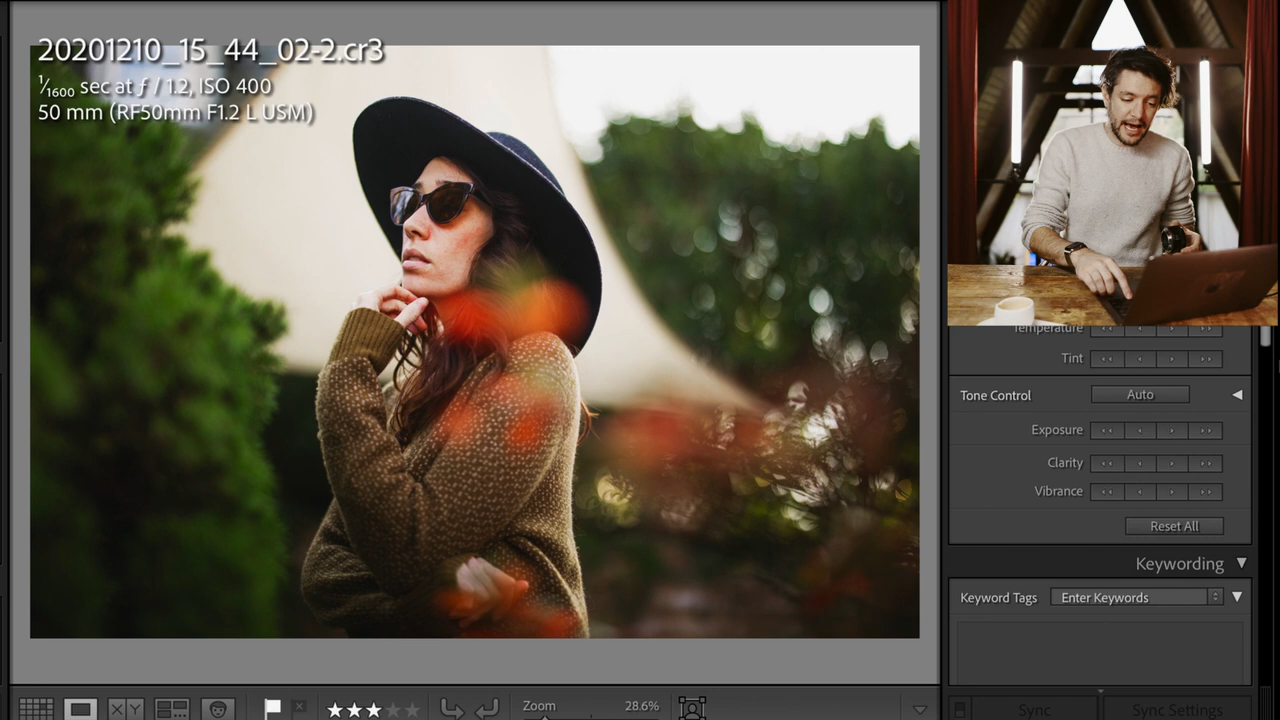 20201210_15_44_02-2.cr3
1/1600 sec at ƒ / 1.2, ISO 400
50 mm (RF50mm F1.2 L USM)
Temperature
Tint
Tone Control Auto
Exposure
Clarity
Vibrance
Reset All
Keywording
Keyword Tags Enter Keywords
X Y
Zoom 28.6%
Sync Sync Settings